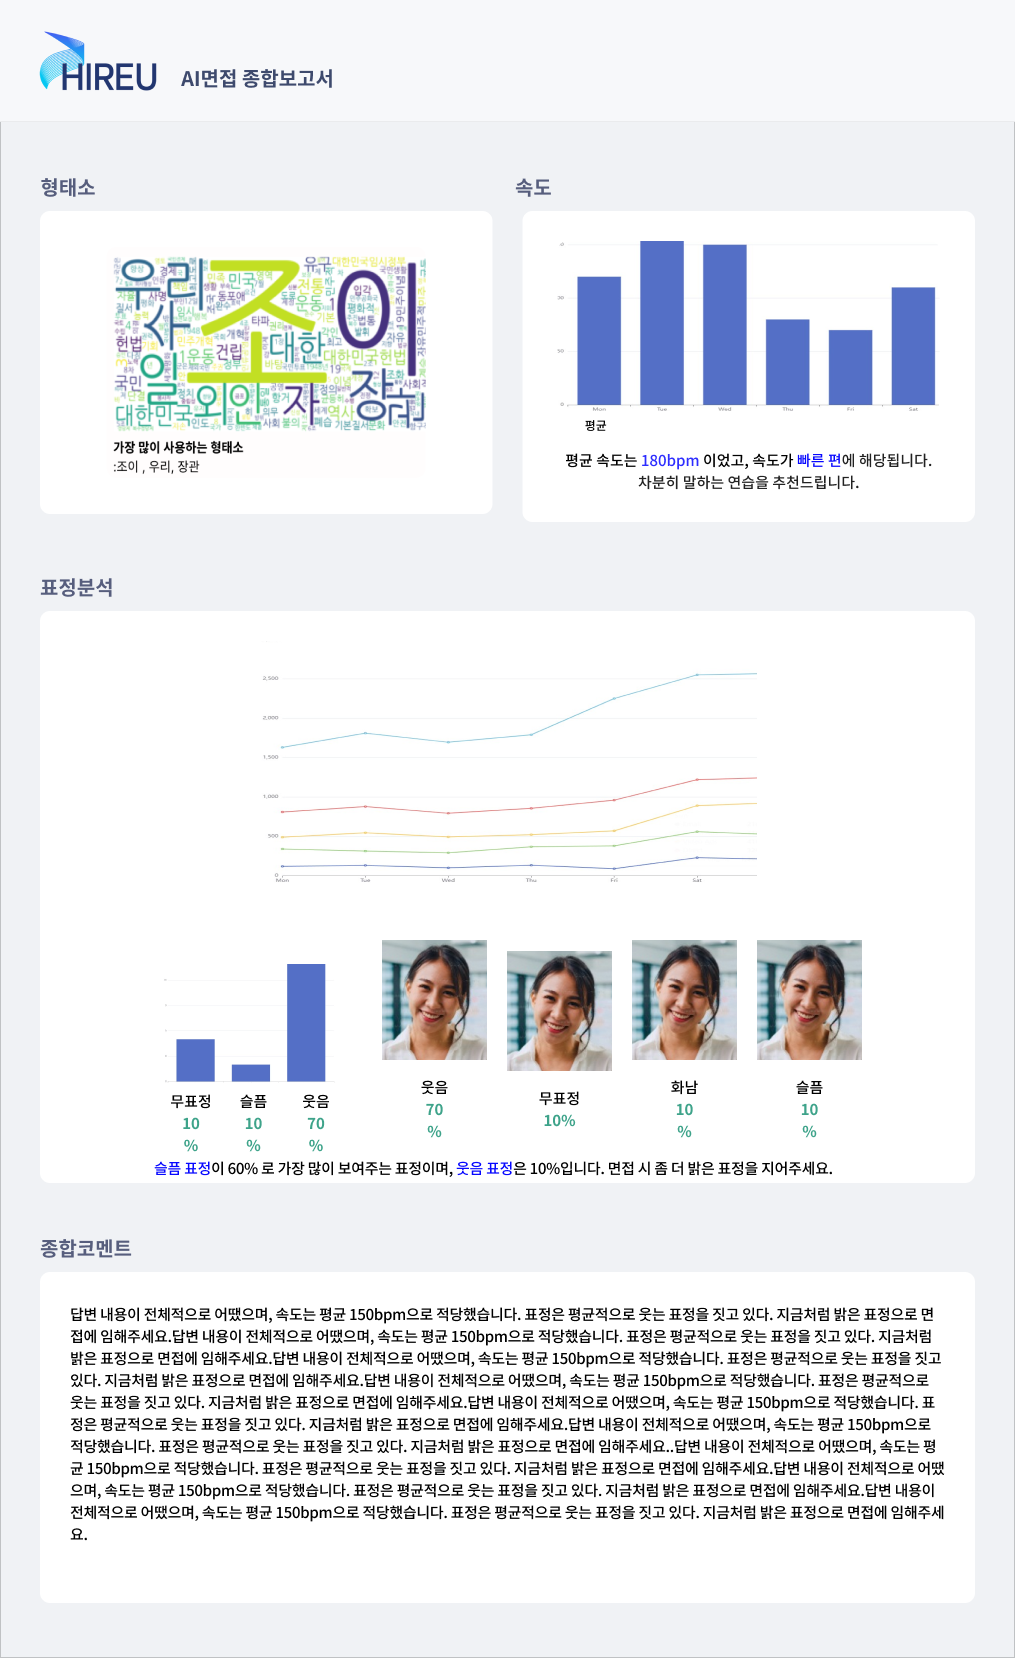 HIREU AI면접 종합보고서
형태소
속도
우리
조이
장관
대한
외인
대한민국
사
일
자
민국
유구
전통
운동
건립
헌법
국민
역사
입각
법통
대한민국헌법
대한민국임시정부
가장 많이 사용하는 형태소
:조이 , 우리, 장관
Mon Tue Wed Thu Fri Sat
평균
평균 속도는 180bpm 이었고, 속도가 빠른 편에 해당됩니다.
차분히 말하는 연습을 추천드립니다.
표정분석
2,500
2,000
1,500
1,000
500
0
Mon Tue Wed Thu Fri Sat
무표정
10
%
슬픔
10
%
웃음
70
%
웃음
70
%
무표정
10%
화남
10
%
슬픔
10
%
슬픔 표정이 60% 로 가장 많이 보여주는 표정이며, 웃음 표정은 10%입니다. 면접 시 좀 더 밝은 표정을 지어주세요.
종합코멘트
답변 내용이 전체적으로 어땠으며, 속도는 평균 150bpm으로 적당했습니다. 표정은 평균적으로 웃는 표정을 짓고 있다. 지금처럼 밝은 표정으로 면
접에 임해주세요.답변 내용이 전체적으로 어땠으며, 속도는 평균 150bpm으로 적당했습니다. 표정은 평균적으로 웃는 표정을 짓고 있다. 지금처럼
밝은 표정으로 면접에 임해주세요.답변 내용이 전체적으로 어땠으며, 속도는 평균 150bpm으로 적당했습니다. 표정은 평균적으로 웃는 표정을 짓고
있다. 지금처럼 밝은 표정으로 면접에 임해주세요.답변 내용이 전체적으로 어땠으며, 속도는 평균 150bpm으로 적당했습니다. 표정은 평균적으로
웃는 표정을 짓고 있다. 지금처럼 밝은 표정으로 면접에 임해주세요.답변 내용이 전체적으로 어땠으며, 속도는 평균 150bpm으로 적당했습니다. 표
정은 평균적으로 웃는 표정을 짓고 있다. 지금처럼 밝은 표정으로 면접에 임해주세요.답변 내용이 전체적으로 어땠으며, 속도는 평균 150bpm으로
적당했습니다. 표정은 평균적으로 웃는 표정을 짓고 있다. 지금처럼 밝은 표정으로 면접에 임해주세요..답변 내용이 전체적으로 어땠으며, 속도는 평
균 150bpm으로 적당했습니다. 표정은 평균적으로 웃는 표정을 짓고 있다. 지금처럼 밝은 표정으로 면접에 임해주세요.답변 내용이 전체적으로 어땠
으며, 속도는 평균 150bpm으로 적당했습니다. 표정은 평균적으로 웃는 표정을 짓고 있다. 지금처럼 밝은 표정으로 면접에 임해주세요.답변 내용이
전체적으로 어땠으며, 속도는 평균 150bpm으로 적당했습니다. 표정은 평균적으로 웃는 표정을 짓고 있다. 지금처럼 밝은 표정으로 면접에 임해주세
요.